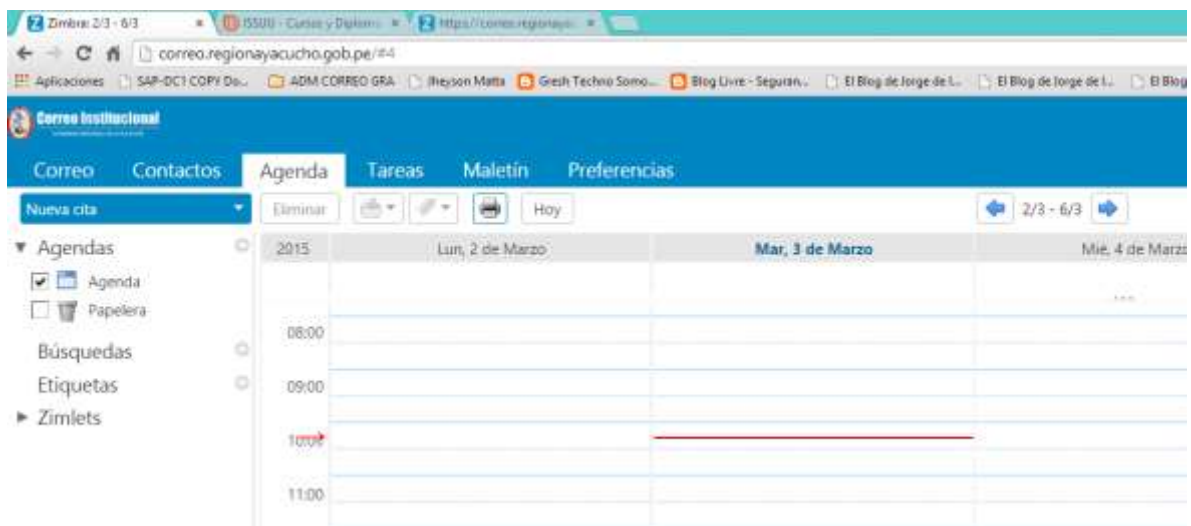 Zimbra: 2/3 - 6/3
ISSUU - Cursos y Diplom
https://correo.regionayac
correo.regionayacucho.gob.pe/#4
Aplicaciones SAP-DC1 COPY Do... ADM CORREO GRA Jheyson Matta Gresh Techno Somo... Blog Livre - Seguran... El Blog de Jorge de l... El Blog de Jorge de l... El Blog
Correo Institucional
Correo Contactos Agenda Tareas Maletín Preferencias
Nueva cita Eliminar Hoy 2/3 - 6/3
Agendas 2015 Lun, 2 de Marzo Mar, 3 de Marzo Mié, 4 de Marzo
Agenda
Papelera
...
08:00
Búsquedas
Etiquetas 09:00
Zimlets
10:00
11:00